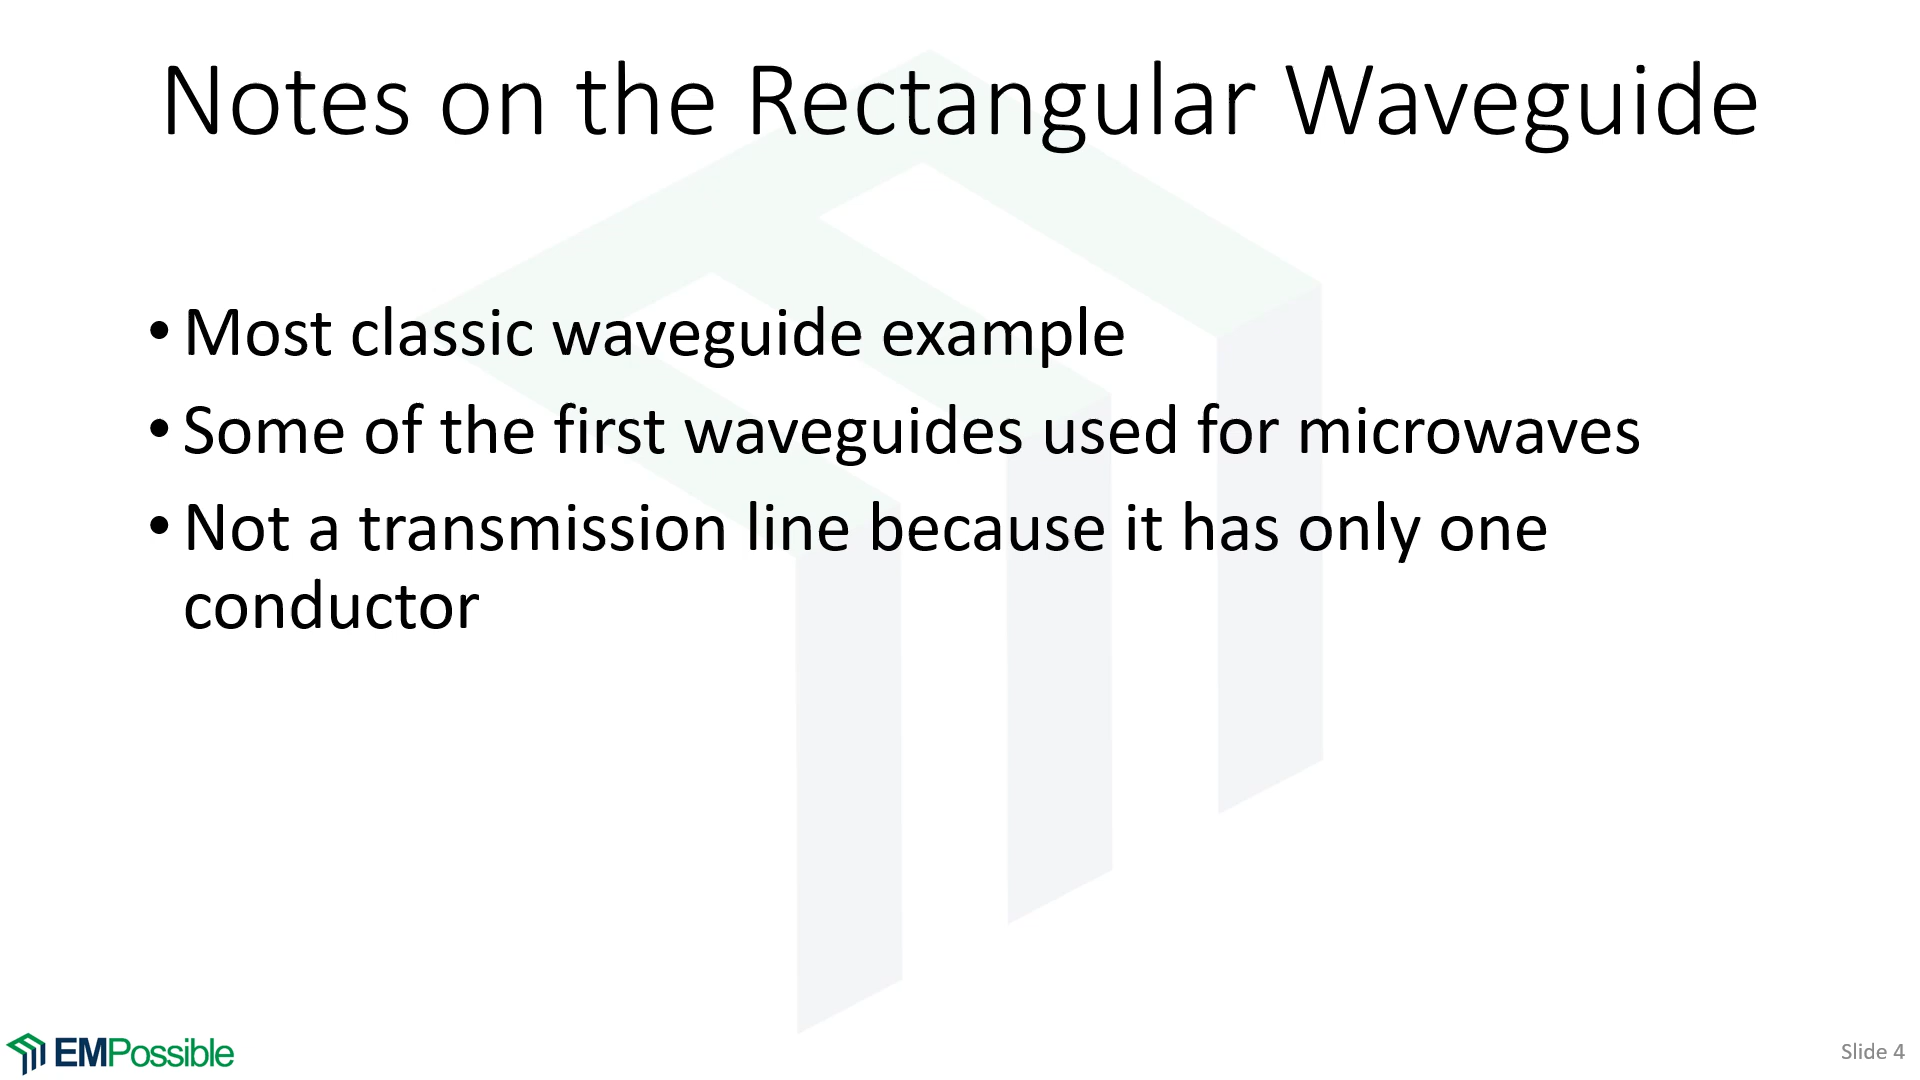 Notes on the Rectangular Waveguide
• Most classic waveguide example
• Some of the first waveguides used for microwaves
• Not a transmission line because it has only one
conductor
EMPossible
Slide 4